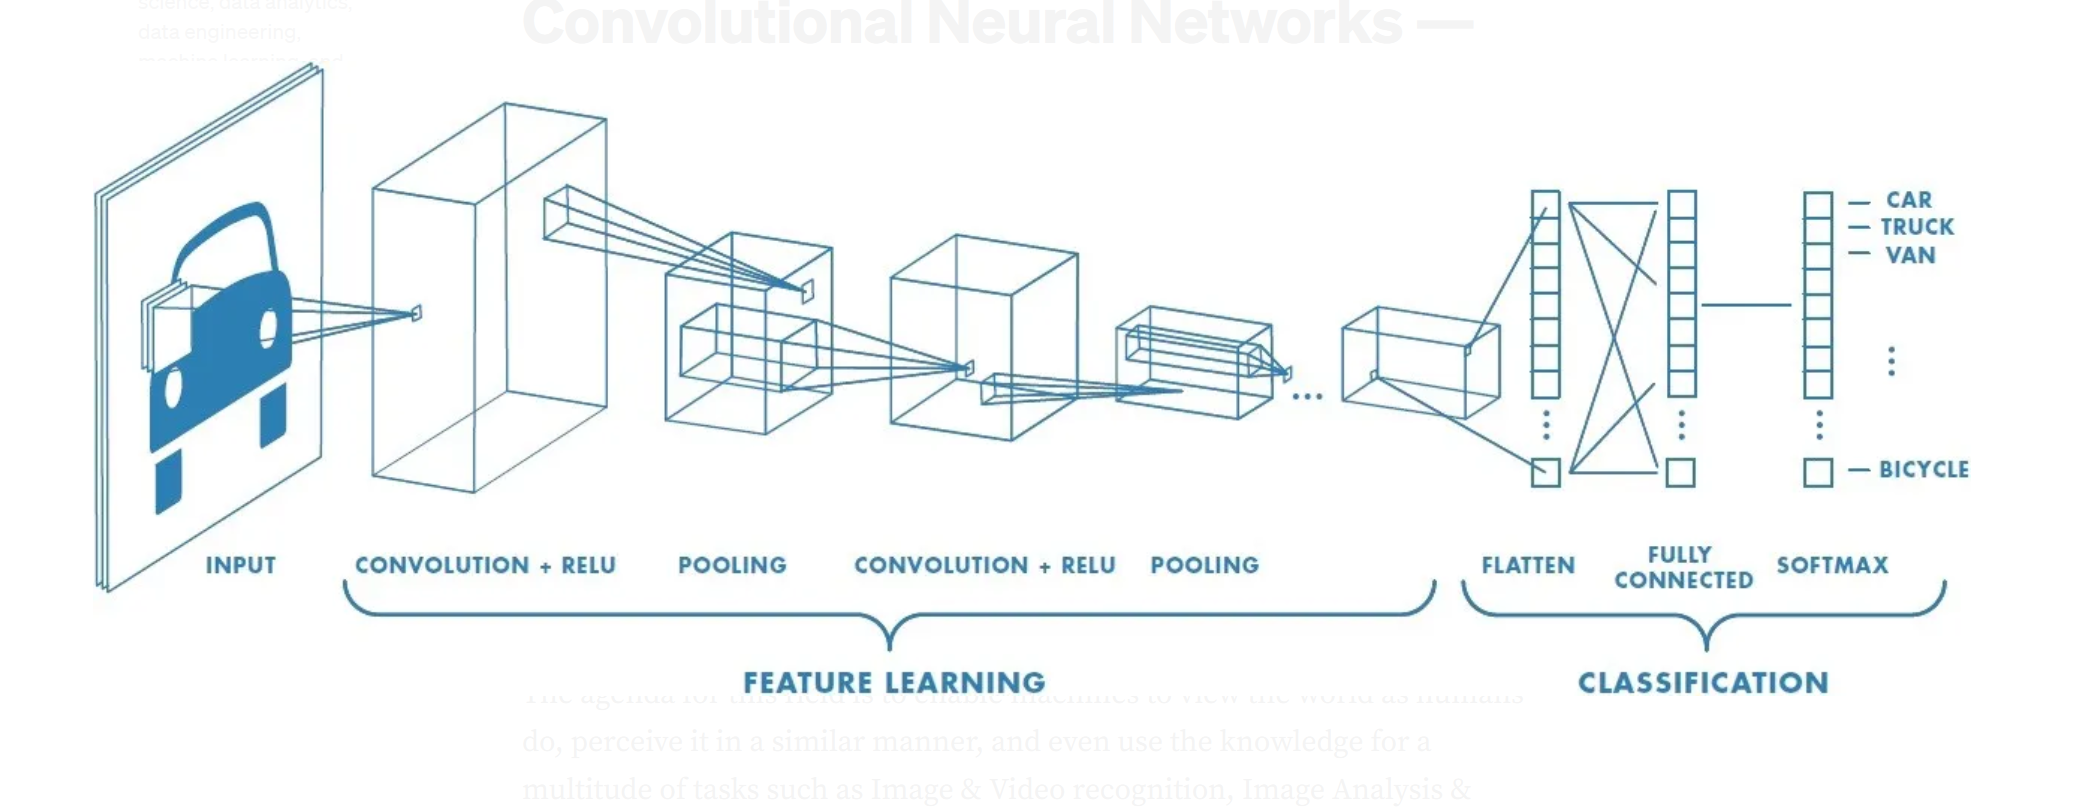 science, data analytics,
data engineering,
machine learning, and
Convolutional Neural Networks —
CAR
TRUCK
VAN
BICYCLE
INPUT
CONVOLUTION + RELU
POOLING
CONVOLUTION + RELU
POOLING
FLATTEN
FULLY
CONNECTED
SOFTMAX
FEATURE LEARNING
CLASSIFICATION
The agenda for this field is to enable machines to view the world as humans
do, perceive it in a similar manner, and even use the knowledge for a
multitude of tasks such as Image & Video recognition, Image Analysis &